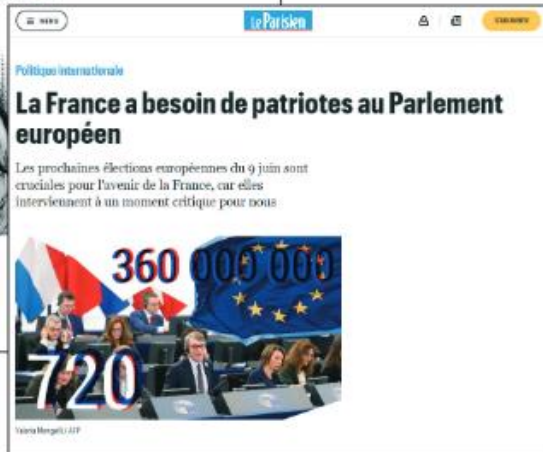 MENU
Le Parisien
Politique internationale
La France a besoin de patriotes au Parlement
européen
Les prochaines élections européennes du 9 juin sont
cruciales pour l'avenir de la France, car elles
interviennent à un moment critique pour nous
360 000 000
720
/ AFP